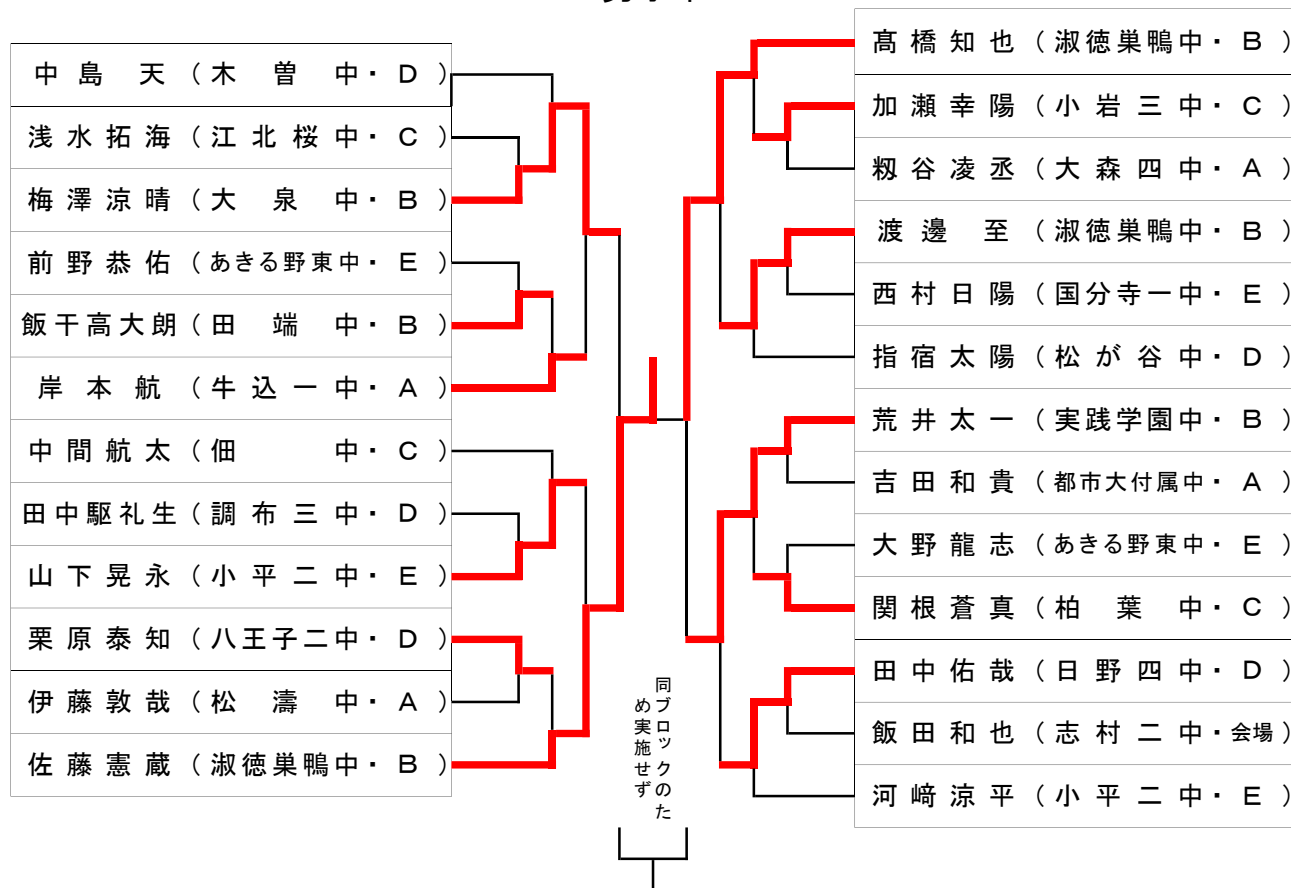 中島 天（木曽中・D）
浅水拓海（江北桜中・C）
梅澤涼晴（大泉中・B）
前野恭佑（あきる野東中・E）
飯干高大朗（田端中・B）
岸本航（牛込一中・A）
中間航太（佃中・C）
田中駆礼生（調布三中・D）
山下晃永（小平二中・E）
栗原泰知（八王子二中・D）
伊藤敦哉（松濤中・A）
佐藤憲蔵（淑徳巣鴨中・B）
髙橋知也（淑徳巣鴨中・B）
加瀬幸陽（小岩三中・C）
籾谷凌丞（大森四中・A）
渡邊 至（淑徳巣鴨中・B）
西村日陽（国分寺一中・E）
指宿太陽（松が谷中・D）
荒井太一（実践学園中・B）
吉田和貴（都市大付属中・A）
大野龍志（あきる野東中・E）
関根蒼真（柏葉中・C）
田中佑哉（日野四中・D）
飯田和也（志村二中・会場）
河﨑涼平（小平二中・E）
同ブロックのた
め実施せず